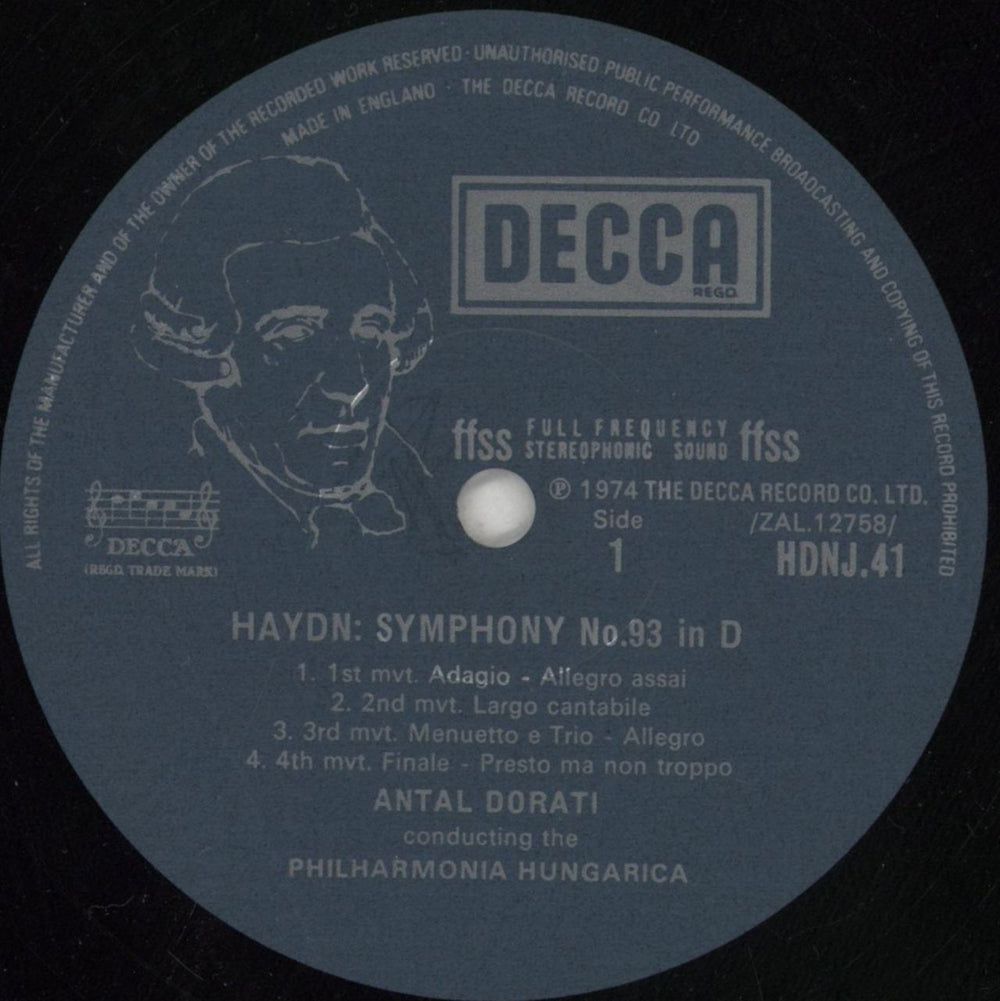 ALL RIGHTS OF THE MANUFACTURER AND OF THE OWNER OF THE RECORDED WORK RESERVED · UNAUTHORISED PUBLIC PERFORMANCE BROADCASTING AND COPYING OF THIS RECORD PROHIBITED
MADE IN ENGLAND · THE DECCA RECORD CO LTD
DECCA
REGD.
ffss FULL FREQUENCY STEREOPHONIC SOUND ffss
℗ 1974 THE DECCA RECORD CO. LTD.
Side /ZAL.12758/
1 HDNJ.41
DECCA
(REGD. TRADE MARK)
HAYDN: SYMPHONY No.93 in D
1. 1st mvt. Adagio - Allegro assai
2. 2nd mvt. Largo cantabile
3. 3rd mvt. Menuetto e Trio - Allegro
4. 4th mvt. Finale - Presto ma non troppo
ANTAL DORATI
conducting the
PHILHARMONIA HUNGARICA